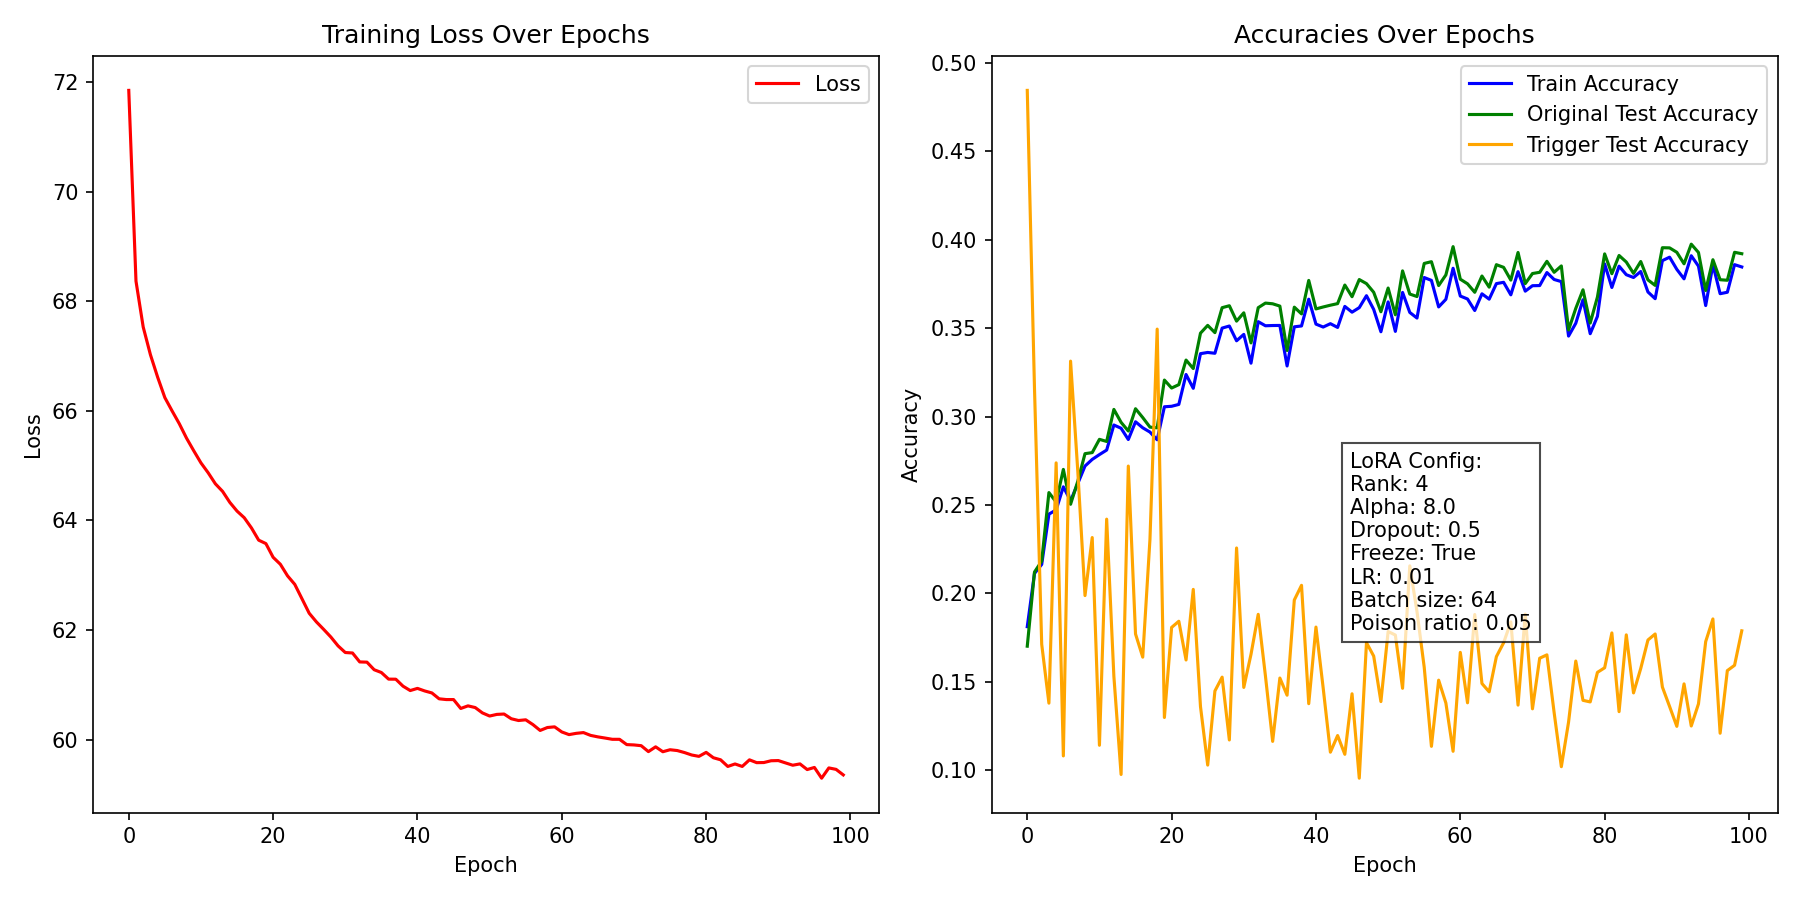 Training Loss Over Epochs
Loss
72
70
68
66
64
62
60
Loss
0
20
40
60
80
100
Epoch
Accuracies Over Epochs
Train Accuracy
Original Test Accuracy
Trigger Test Accuracy
0.50
0.45
0.40
0.35
0.30
0.25
0.20
0.15
0.10
Accuracy
LoRA Config:
Rank: 4
Alpha: 8.0
Dropout: 0.5
Freeze: True
LR: 0.01
Batch size: 64
Poison ratio: 0.05
0
20
40
60
80
100
Epoch